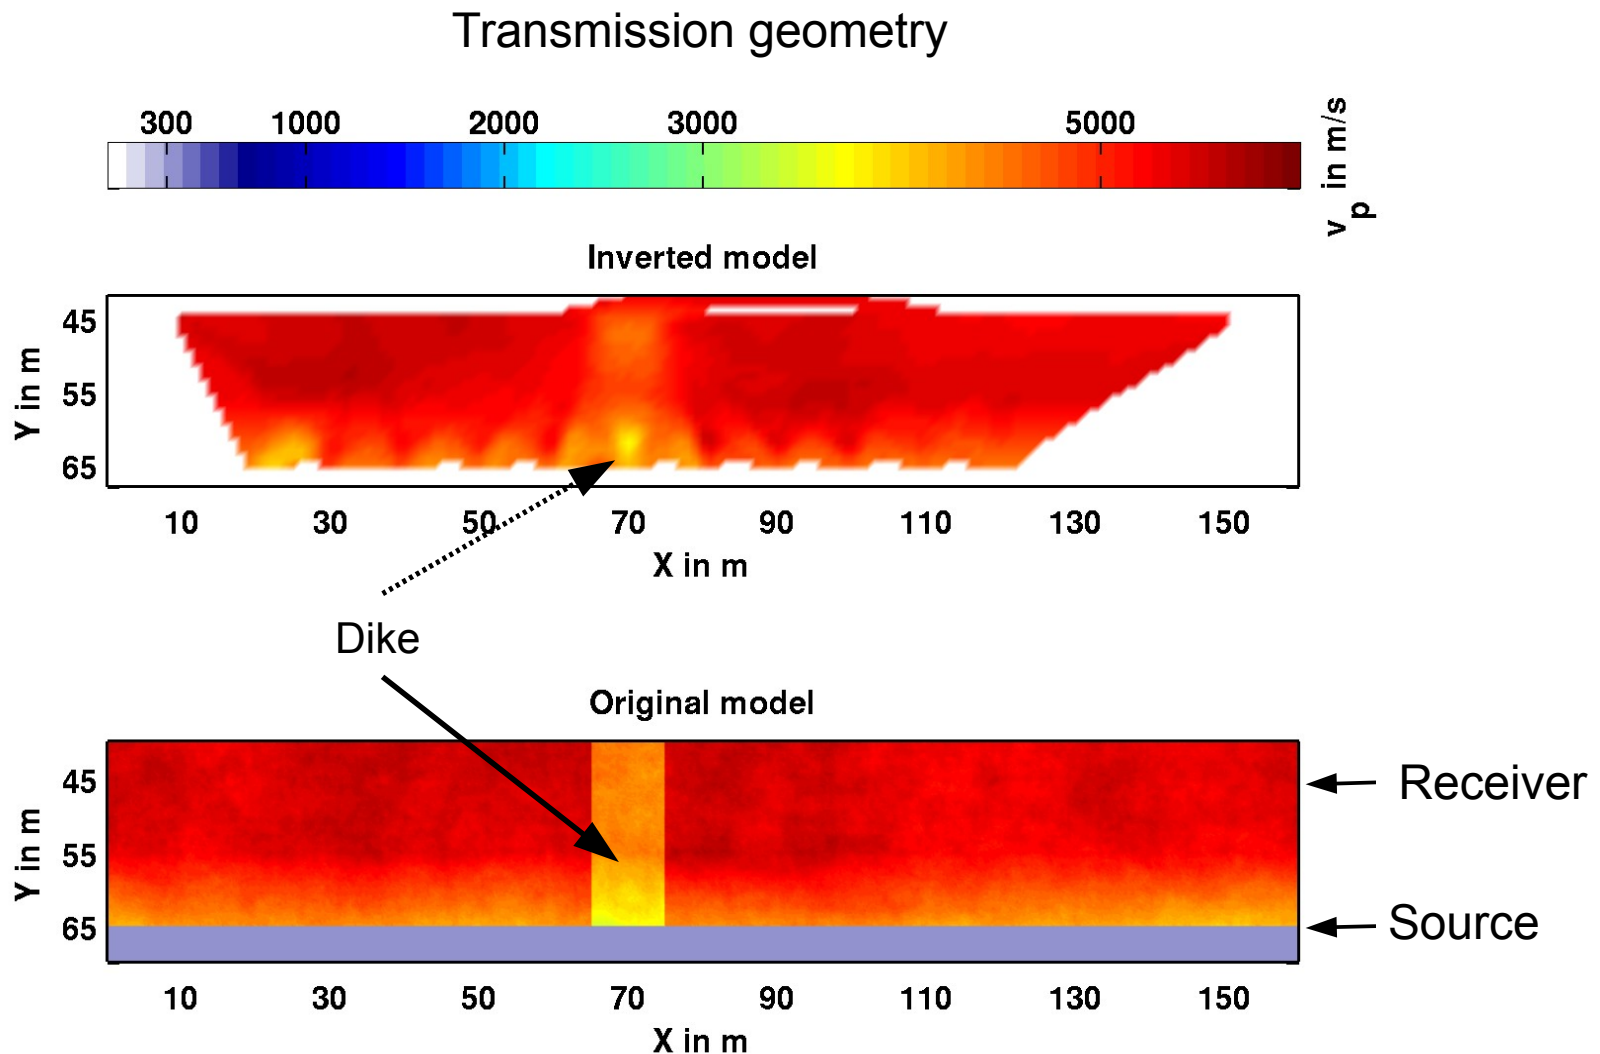 Transmission geometry
300 1000 2000 3000 5000
v p in m/s
Inverted model
45
55
65
Y in m
10 30 50 70 90 110 130 150
X in m
Dike
Original model
45
55
65
Y in m
Receiver
Source
10 30 50 70 90 110 130 150
X in m